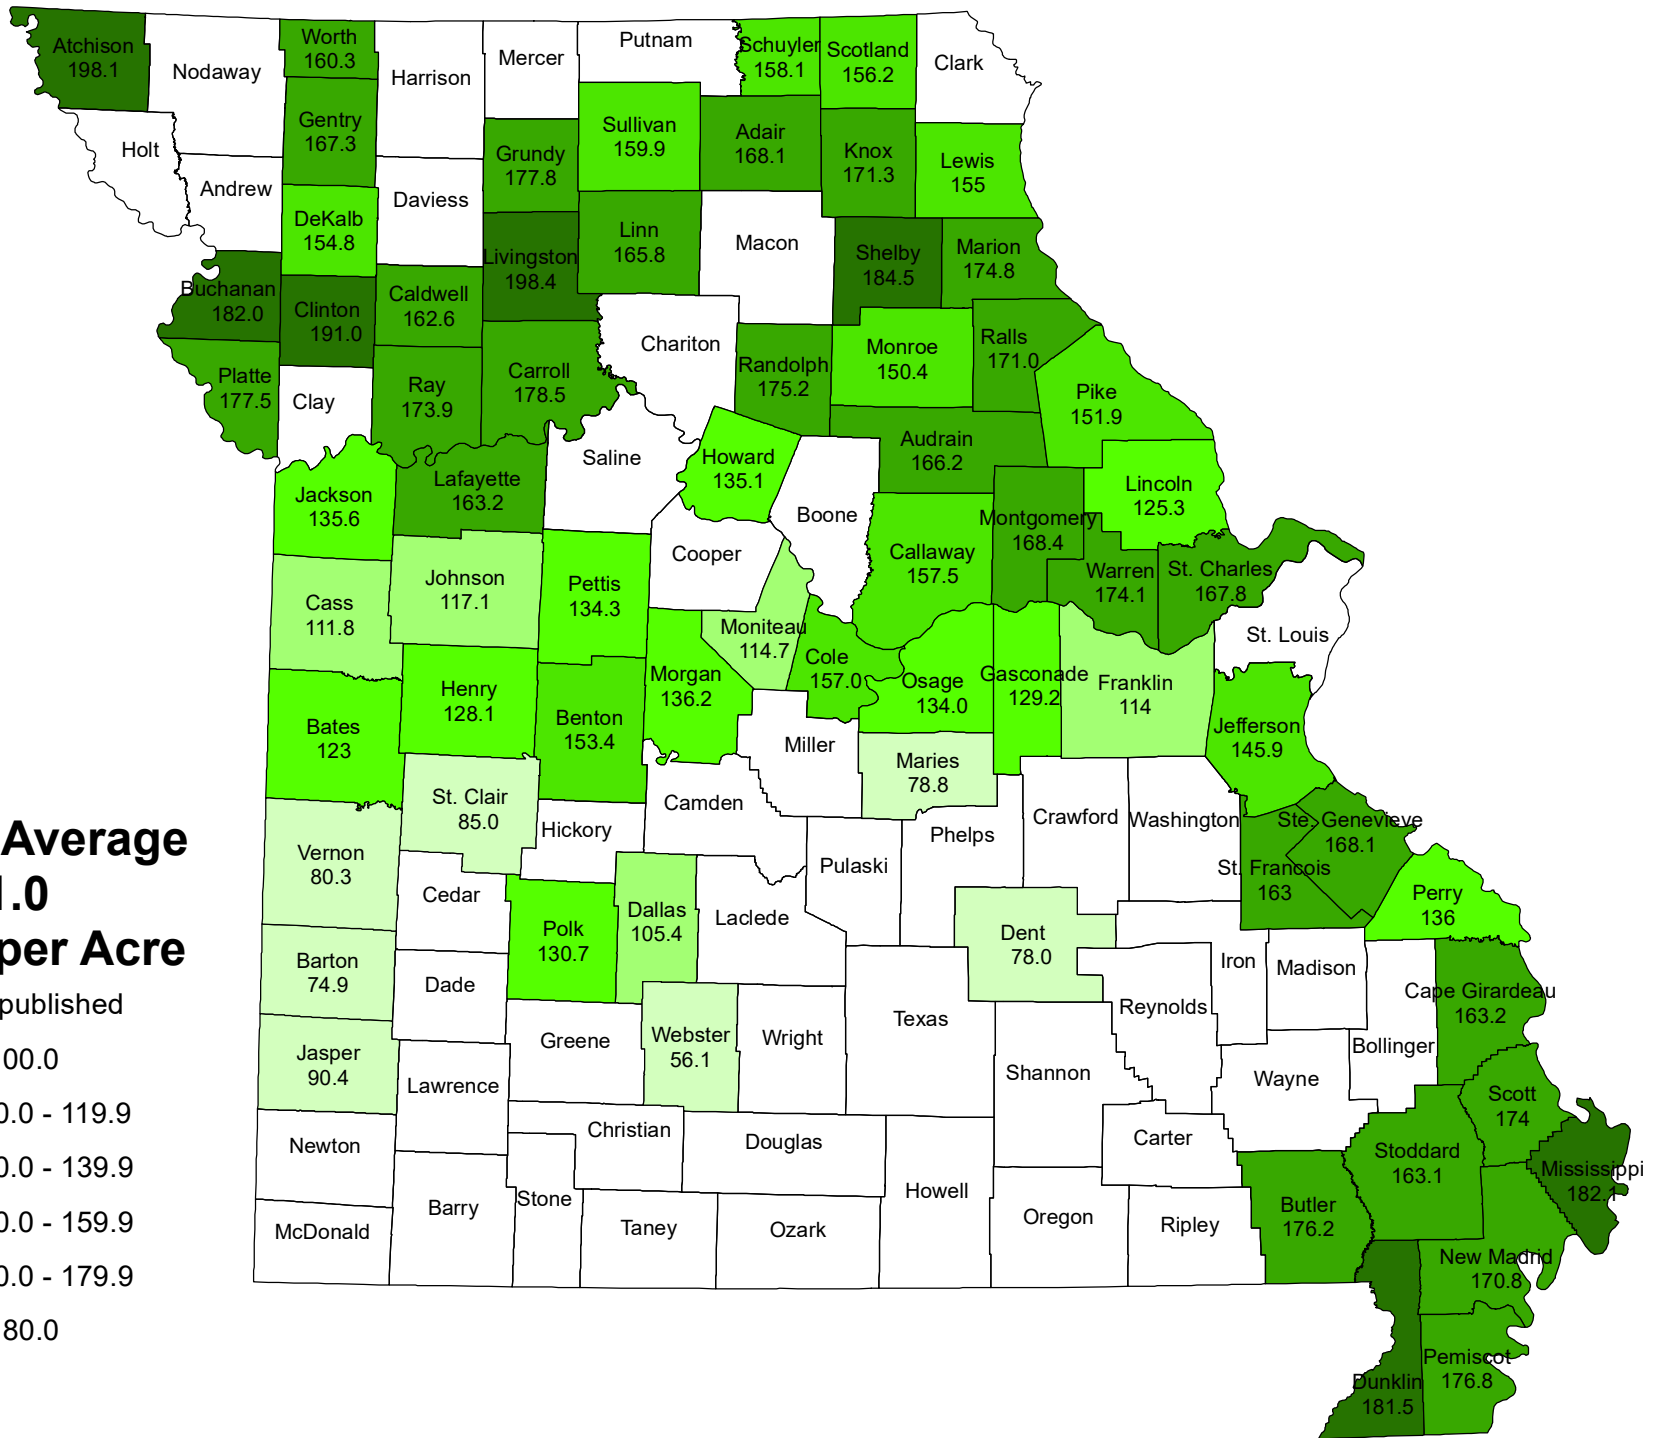 Atchison
198.1
Nodaway
Worth
160.3
Harrison
Mercer
Putnam
Schuyler
158.1
Scotland
156.2
Clark
Holt
Gentry
167.3
Andrew
DeKalb
154.8
Daviess
Grundy
177.8
Sullivan
159.9
Adair
168.1
Knox
171.3
Lewis
155
Buchanan
182.0
Clinton
191.0
Caldwell
162.6
Livingston
198.4
Linn
165.8
Macon
Shelby
184.5
Marion
174.8
Platte
177.5
Clay
Ray
173.9
Carroll
178.5
Chariton
Randolph
175.2
Monroe
150.4
Ralls
171.0
Pike
151.9
Jackson
135.6
Lafayette
163.2
Saline
Howard
135.1
Boone
Audrain
166.2
Montgomery
168.4
Lincoln
125.3
Cass
111.8
Johnson
117.1
Pettis
134.3
Cooper
Moniteau
114.7
Callaway
157.5
Warren
174.1
St. Charles
167.8
St. Louis
Bates
123
Henry
128.1
Benton
153.4
Morgan
136.2
Cole
157.0
Osage
134.0
Gasconade
129.2
Franklin
114
Jefferson
145.9
Miller
Maries
78.8
St. Clair
85.0
Hickory
Camden
Pulaski
Phelps
Crawford
Washington
Ste. Genevieve
168.1
St. Francois
163
Perry
136
Vernon
80.3
Cedar
Polk
130.7
Dallas
105.4
Laclede
Dent
78.0
Iron
Madison
Cape Girardeau
163.2
Barton
74.9
Dade
Greene
Webster
56.1
Wright
Texas
Reynolds
Bollinger
Jasper
90.4
Lawrence
Shannon
Wayne
Scott
174
Newton
Christian
Douglas
Carter
Stoddard
163.1
Mississippi
182.1
McDonald
Barry
Stone
Taney
Ozark
Howell
Oregon
Ripley
Butler
176.2
New Madrid
170.8
Dunklin
181.5
Pemiscot
176.8
Average
1.0
per Acre
published
00.0
0.0 - 119.9
0.0 - 139.9
0.0 - 159.9
0.0 - 179.9
80.0